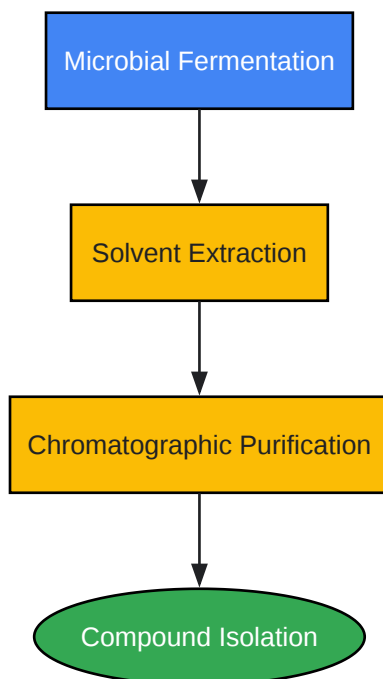 Microbial Fermentation
Solvent Extraction
Chromatographic Purification
Compound Isolation